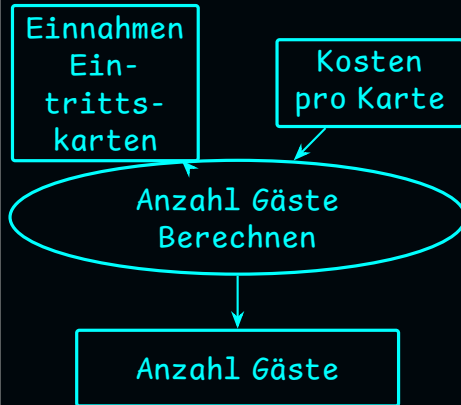 Einnahmen
Ein-
tritts-
karten
Kosten
pro Karte
Anzahl Gäste
Berechnen
Anzahl Gäste